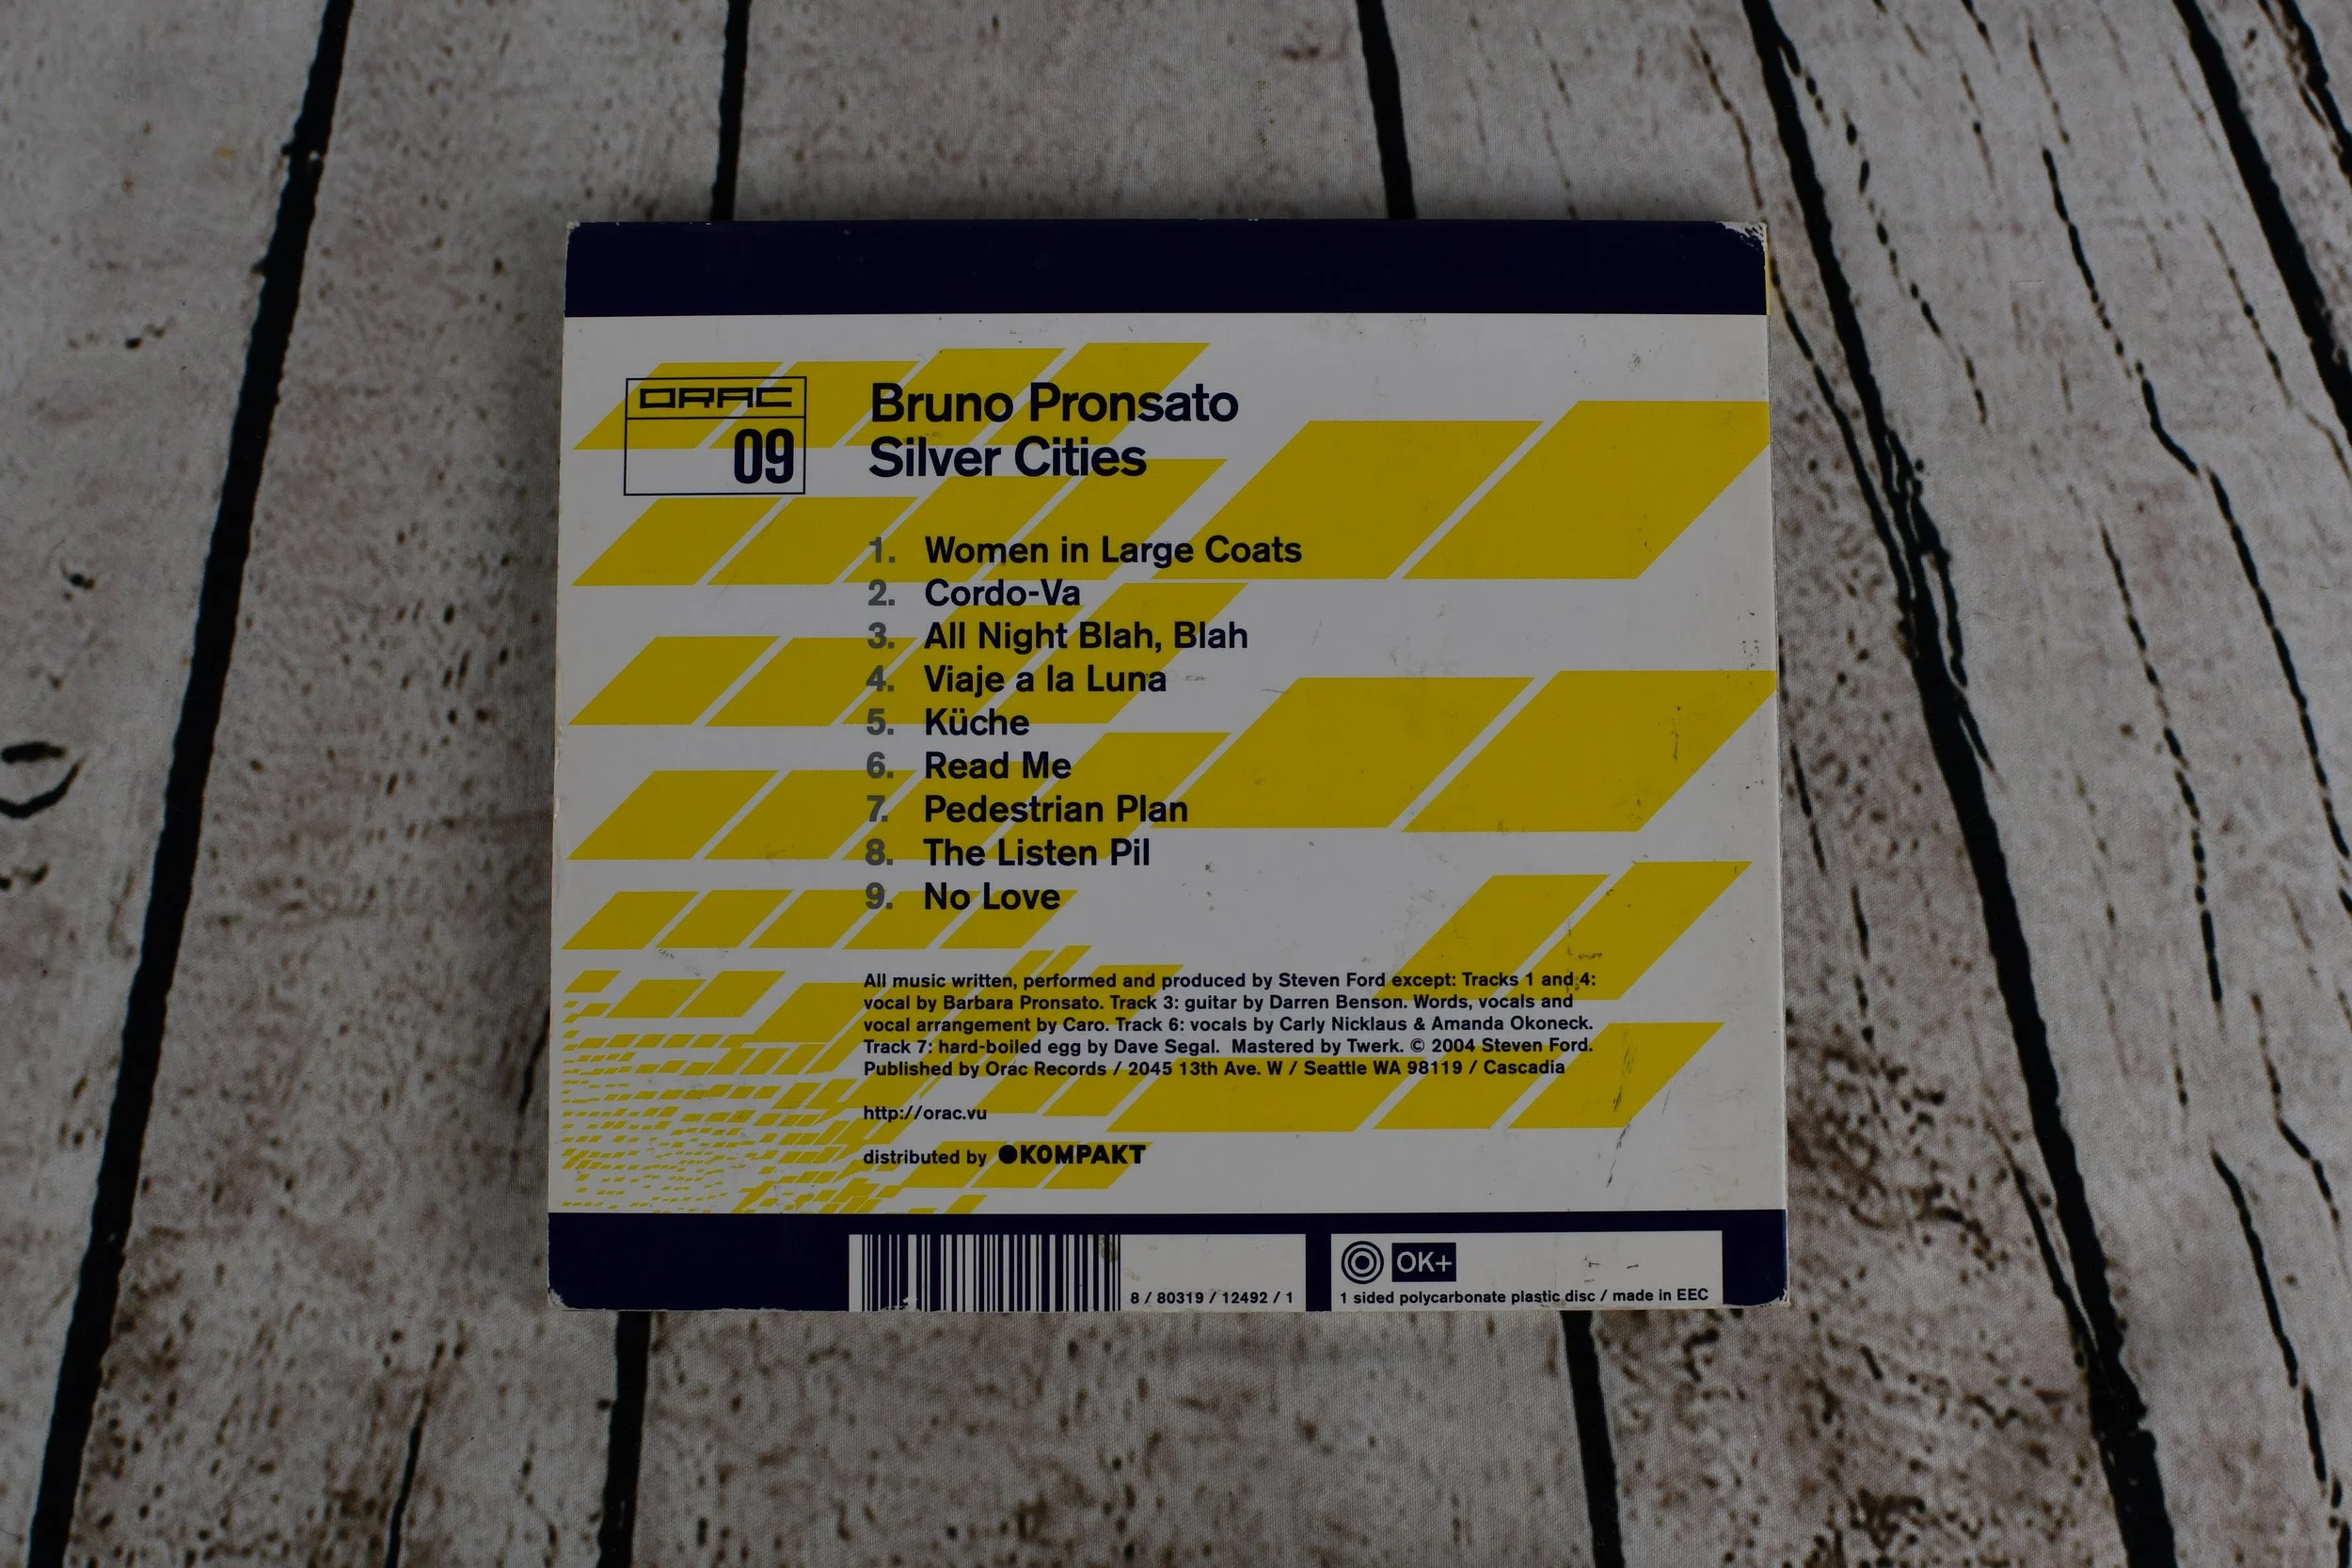 ORAC
09
Bruno Pronsato
Silver Cities
1. Women in Large Coats
2. Cordo-Va
3. All Night Blah, Blah
4. Viaje a la Luna
5. Küche
6. Read Me
7. Pedestrian Plan
8. The Listen Pil
9. No Love
All music written, performed and produced by Steven Ford except: Tracks 1 and 4:
vocal by Barbara Pronsato. Track 3: guitar by Darren Benson. Words, vocals and
vocal arrangement by Caro. Track 6: vocals by Carly Nicklaus & Amanda Okoneck.
Track 7: hard-boiled egg by Dave Segal. Mastered by Twerk. © 2004 Steven Ford.
Published by Orac Records / 2045 13th Ave. W / Seattle WA 98119 / Cascadia
http://orac.vu
distributed by KOMPAKT
8 / 80319 / 12492 / 1
OK+
1 sided polycarbonate plastic disc / made in EEC